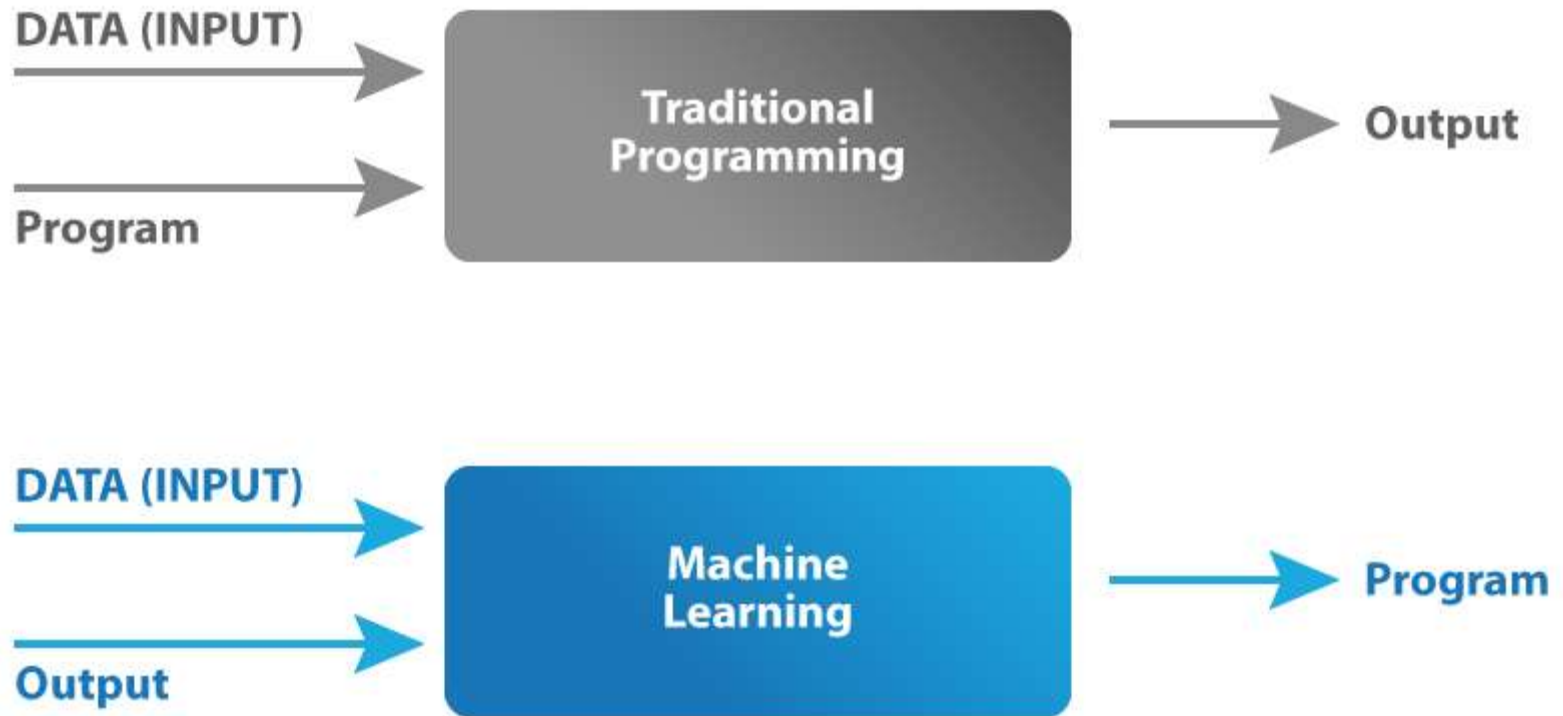 DATA (INPUT)
Program
Traditional
Programming
Output
DATA (INPUT)
Output
Machine
Learning
Program